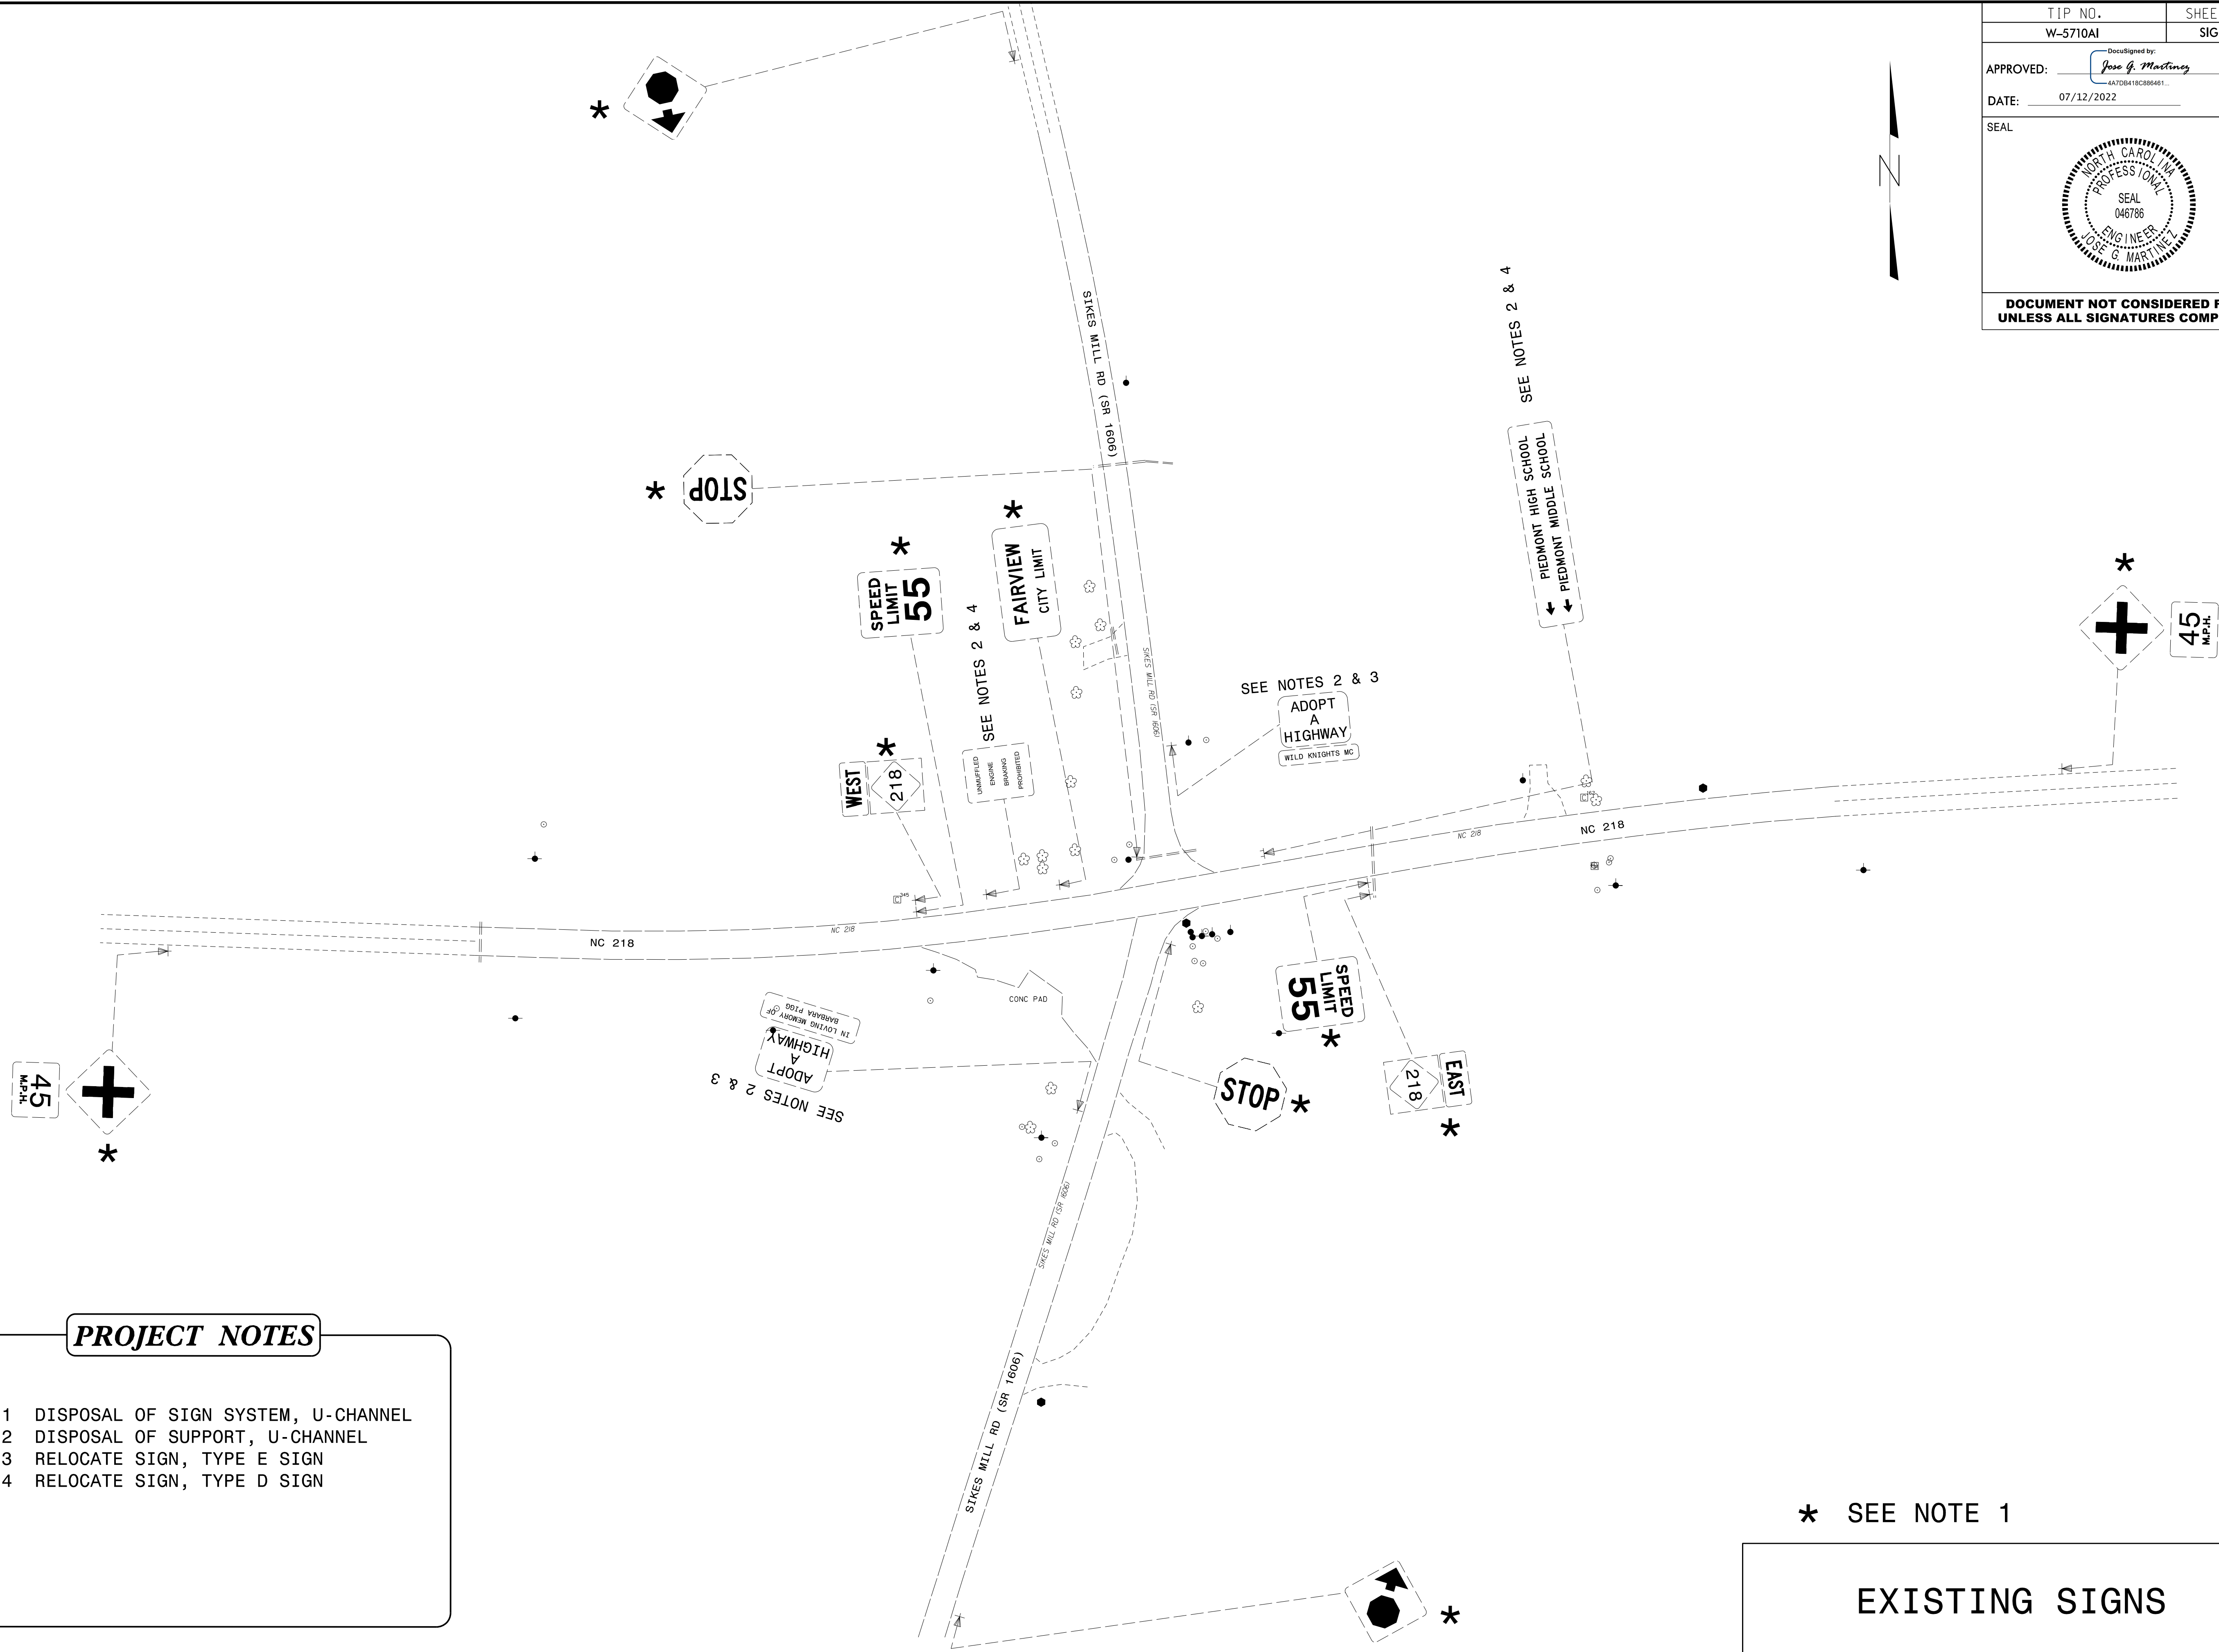 TIP NO.
SHEE
W-5710AI
SIG
DocuSigned by:
APPROVED: Jose G. Martinez
4A7DB418C886461...
DATE: 07/12/2022
SEAL
NORTH CAROLINA
PROFESSIONAL
SEAL
046786
ENGINEER
JOSE G. MARTINEZ
DOCUMENT NOT CONSIDERED F
UNLESS ALL SIGNATURES COMP
N
*
SIKES MILL RD (SR 1606)
SEE NOTES 2 & 4
PIEDMONT HIGH SCHOOL
PIEDMONT MIDDLE SCHOOL
* STOP
*
SPEED
LIMIT
55
*
FAIRVIEW
CITY LIMIT
SEE NOTES 2 & 4
UNMUFFLED
ENGINE
BRAKING
PROHIBITED
*
WEST
218
SIKES MILL RD (SR 1606)
SEE NOTES 2 & 3
ADOPT
A
HIGHWAY
WILD KNIGHTS MC
*
45
M.P.H.
NC 218
NC 218
NC 218
NC 218
CONC PAD
SEE NOTES 2 & 3
ADOPT
A
HIGHWAY
IN LOVING MEMORY OF
BARBARA PIGG
SPEED
LIMIT
55
*
STOP *
EAST
218
*
45
M.P.H.
*
SIKES MILL RD (SR 1606)
SIKES MILL RD (SR 1606)
*
PROJECT NOTES
1 DISPOSAL OF SIGN SYSTEM, U-CHANNEL
2 DISPOSAL OF SUPPORT, U-CHANNEL
3 RELOCATE SIGN, TYPE E SIGN
4 RELOCATE SIGN, TYPE D SIGN
* SEE NOTE 1
EXISTING SIGNS